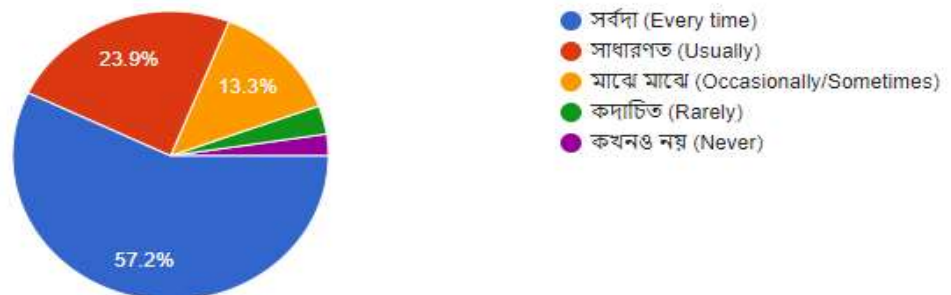 23.9%
13.3%
57.2%
সর্বদা (Every time)
সাধারণত (Usually)
মাঝে মাঝে (Occasionally/Sometimes)
কদাচিত (Rarely)
কখনও নয় (Never)